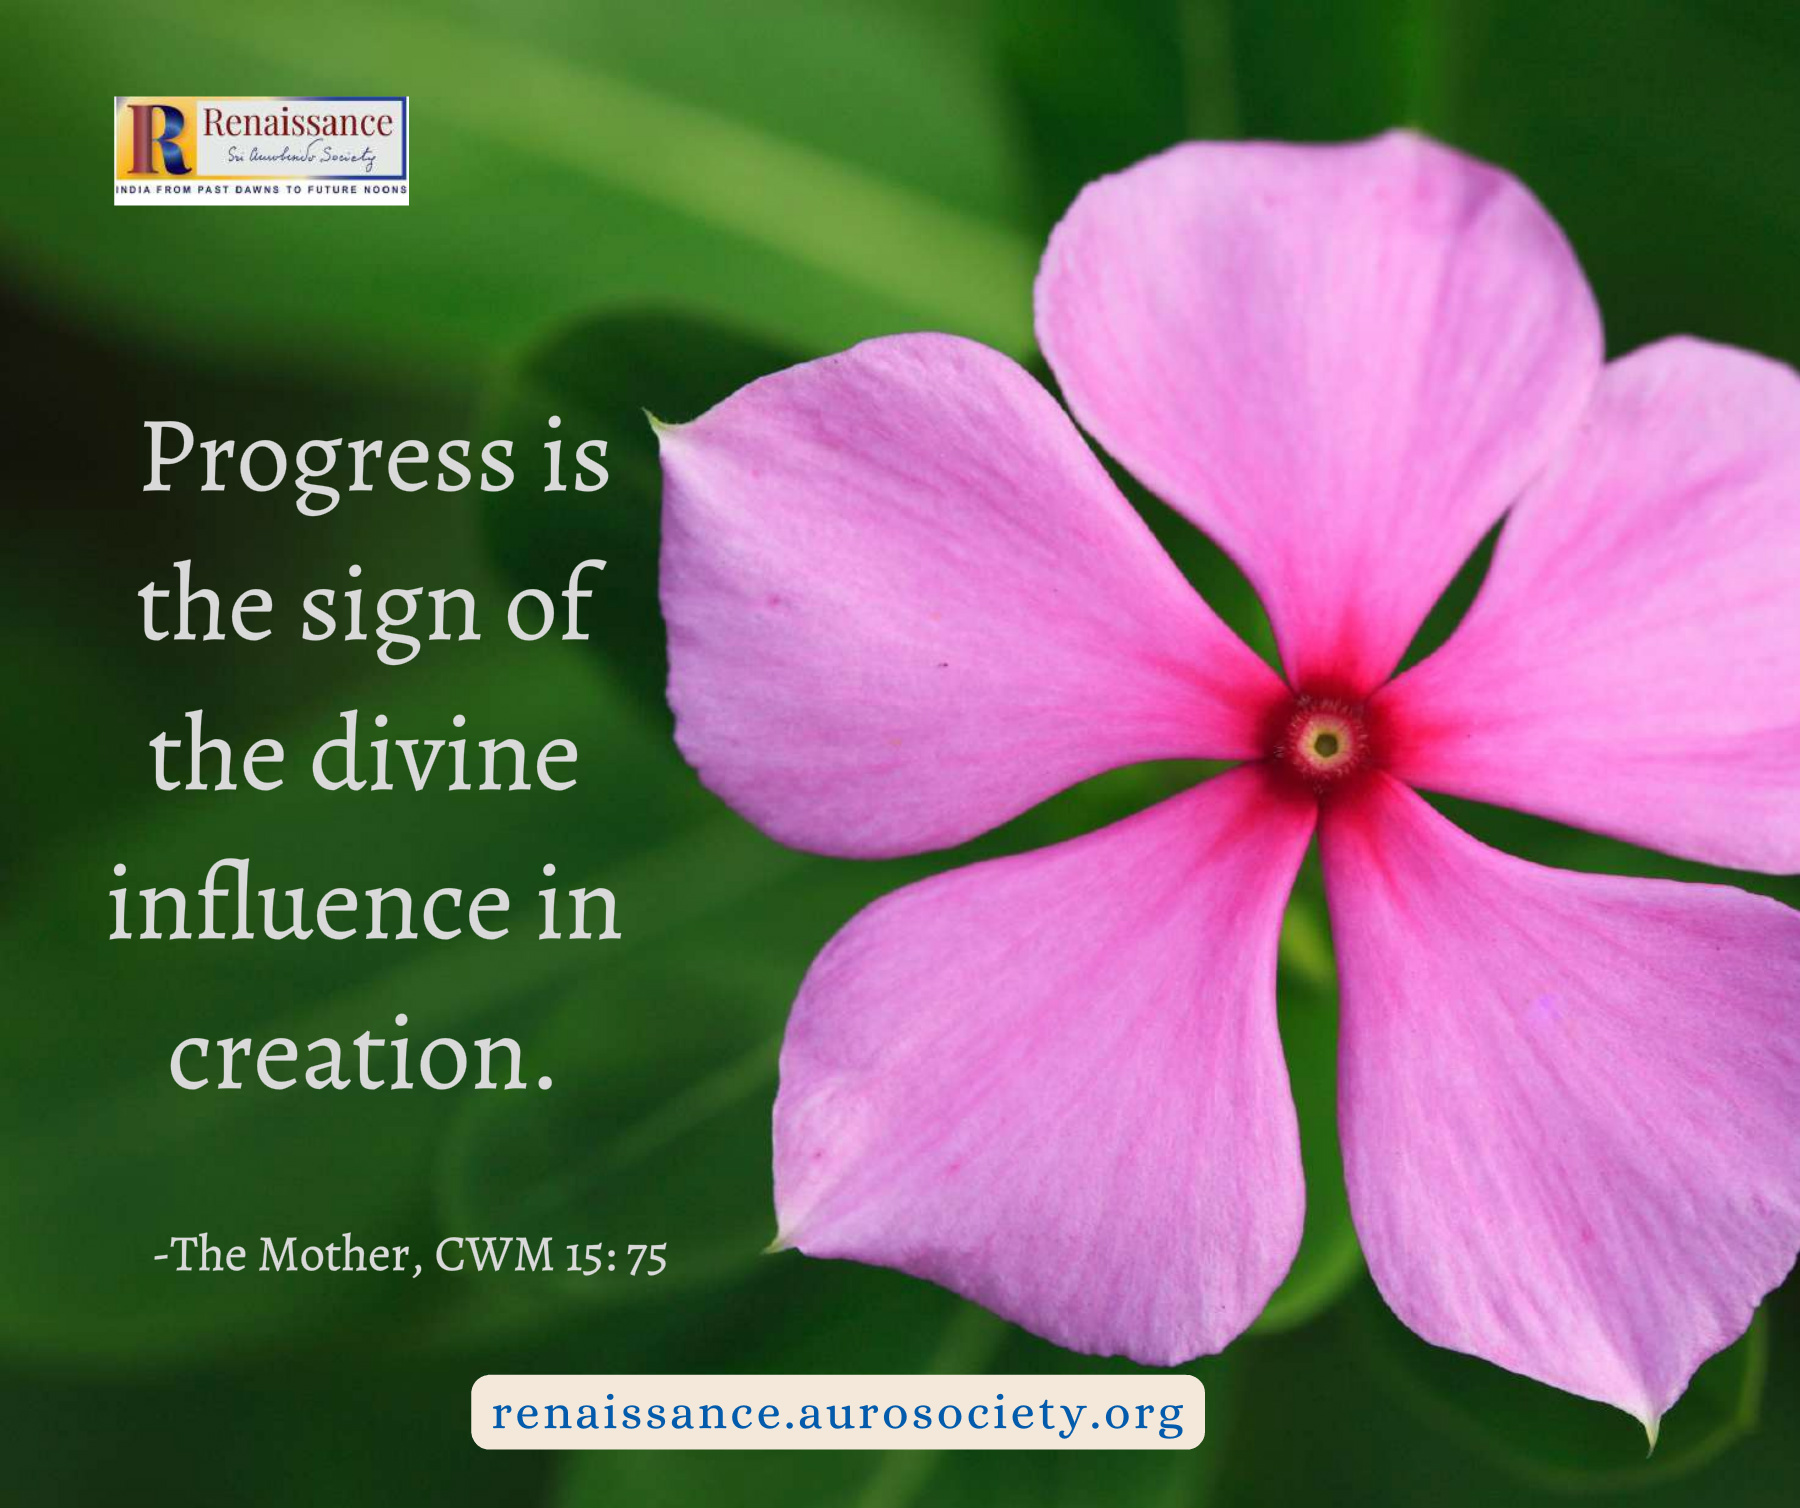 R Renaissance
Sri Aurobindo Society
INDIA FROM PAST DAWNS TO FUTURE NOONS
Progress is
the sign of
the divine
influence in
creation.
-The Mother, CWM 15: 75
renaissance.aurosociety.org